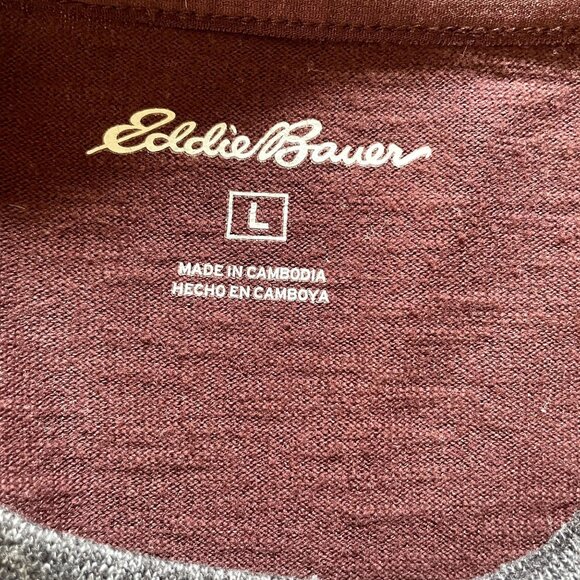 Eddie Bauer
L
MADE IN CAMBODIA
HECHO EN CAMBOYA